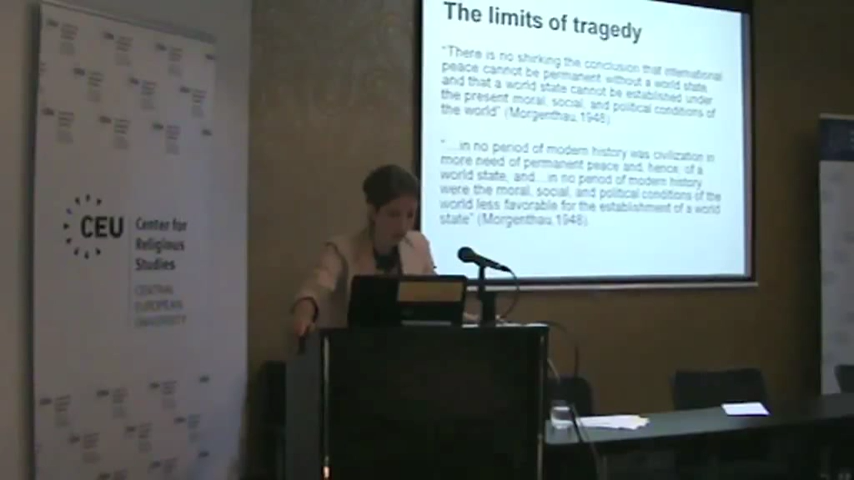 The limits of tragedy
"There is no shirking the conclusion that international
peace cannot be permanent without a world state,
and that a world state cannot be established under
the present moral, social, and political conditions of
the world" (Morgenthau, 1948)
"…in no period of modern history was civilization in
more need of permanent peace and, hence, of a
world state, and…in no period of modern history
were the moral, social, and political conditions of the
world less favorable for the establishment of a world
state" (Morgenthau, 1948)
CEU
Center for
Religious
Studies
CENTRAL
EUROPEAN
UNIVERSITY